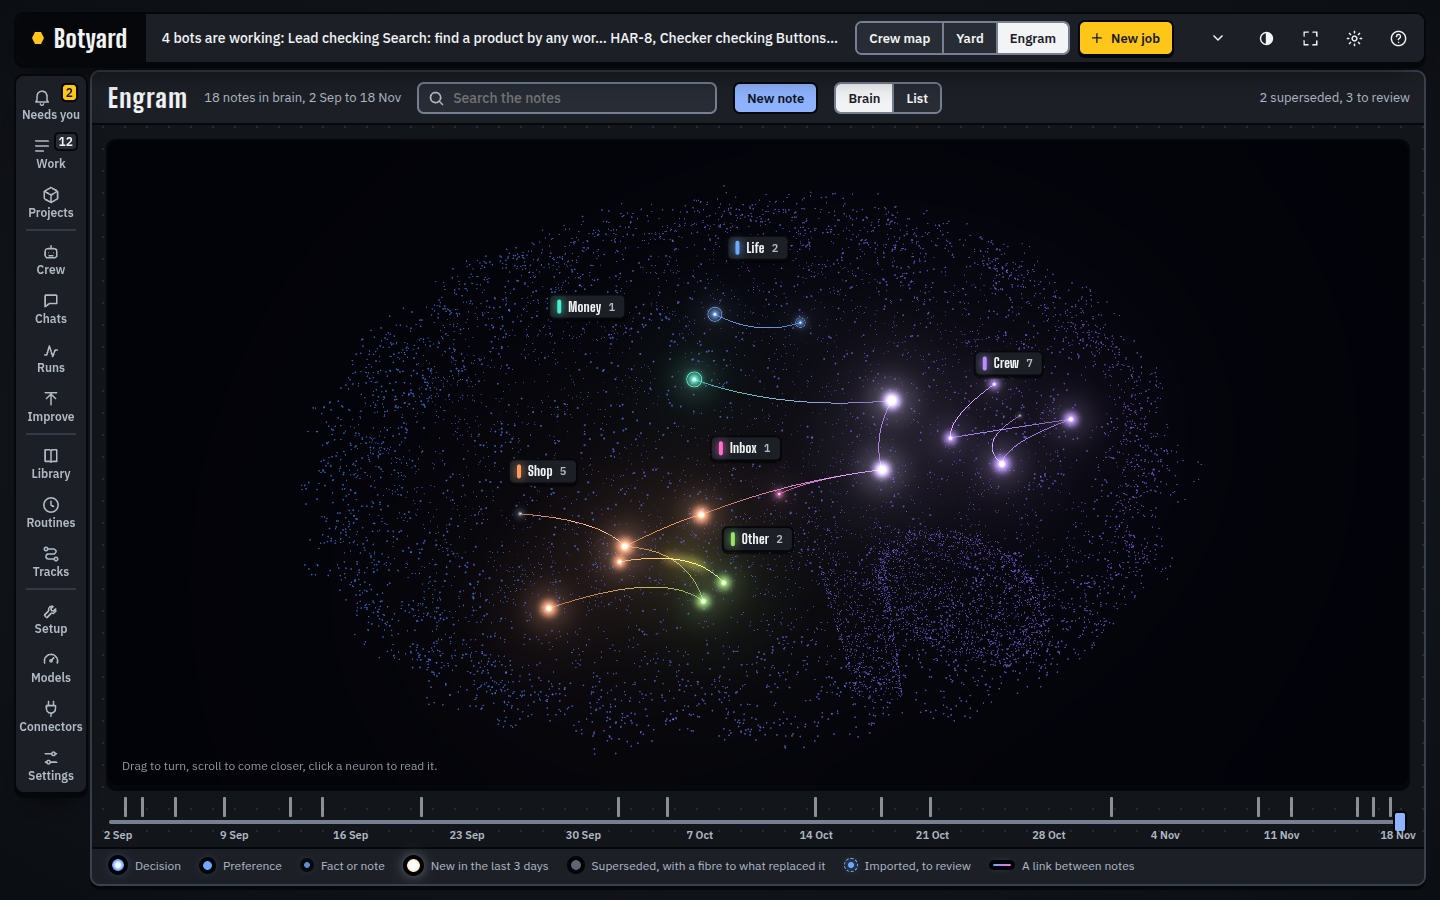 Botyard
4 bots are working: Lead checking Search: find a product by any wor... HAR-8, Checker checking Buttons...
Crew map
Yard
Engram
New job
2
Needs you
12
Work
Projects
Crew
Chats
Runs
Improve
Library
Routines
Tracks
Setup
Models
Connectors
Settings
Engram
18 notes in brain, 2 Sep to 18 Nov
Search the notes
New note
Brain
List
2 superseded, 3 to review
Life 2
Money 1
Crew 7
Inbox 1
Shop 5
Other 2
Drag to turn, scroll to come closer, click a neuron to read it.
2 Sep
9 Sep
16 Sep
23 Sep
30 Sep
7 Oct
14 Oct
21 Oct
28 Oct
4 Nov
11 Nov
18 Nov
Decision
Preference
Fact or note
New in the last 3 days
Superseded, with a fibre to what replaced it
Imported, to review
A link between notes